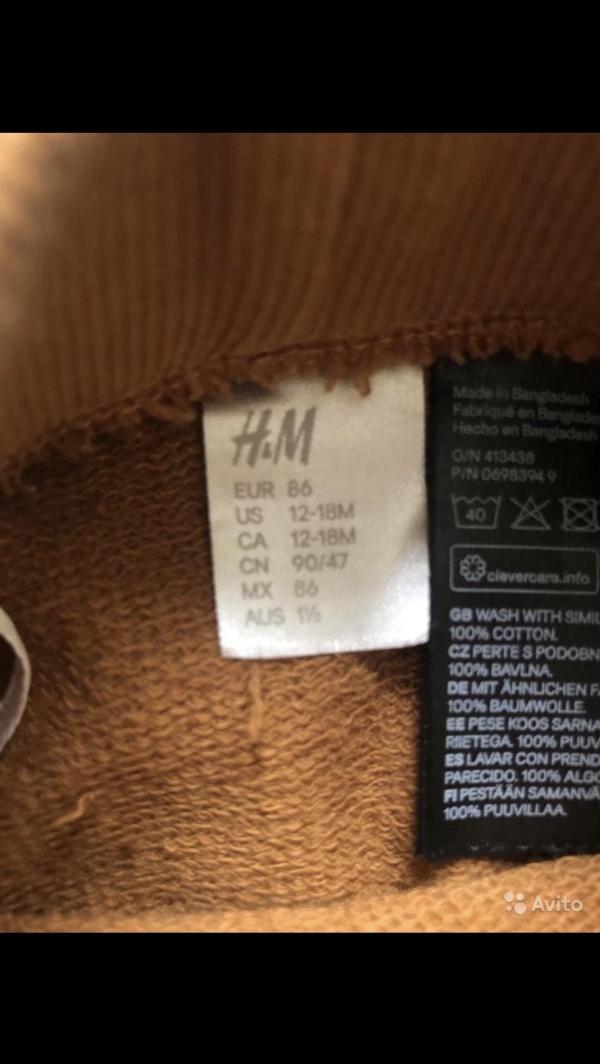 H&M
EUR 86
US 12-18M
CA 12-18M
CN 90/47
MX 86
AUS 1½
Made in Bangladesh
Fabriqué en Bangladesh
Hecho en Bangladesh
O/N 413438
P/N 0698394 9
40
clevercare.info
GB WASH WITH SIMIL
100% COTTON.
CZ PERTE S PODOBN
100% BAVLNA.
DE MIT ÄHNLICHEN FA
100% BAUMWOLLE.
EE PESE KOOS SARNA
RIIETEGA. 100% PUUV
ES LAVAR CON PREND
PARECIDO. 100% ALGO
FI PESTÄÄN SAMANVÄ
100% PUUVILLAA.
Avito